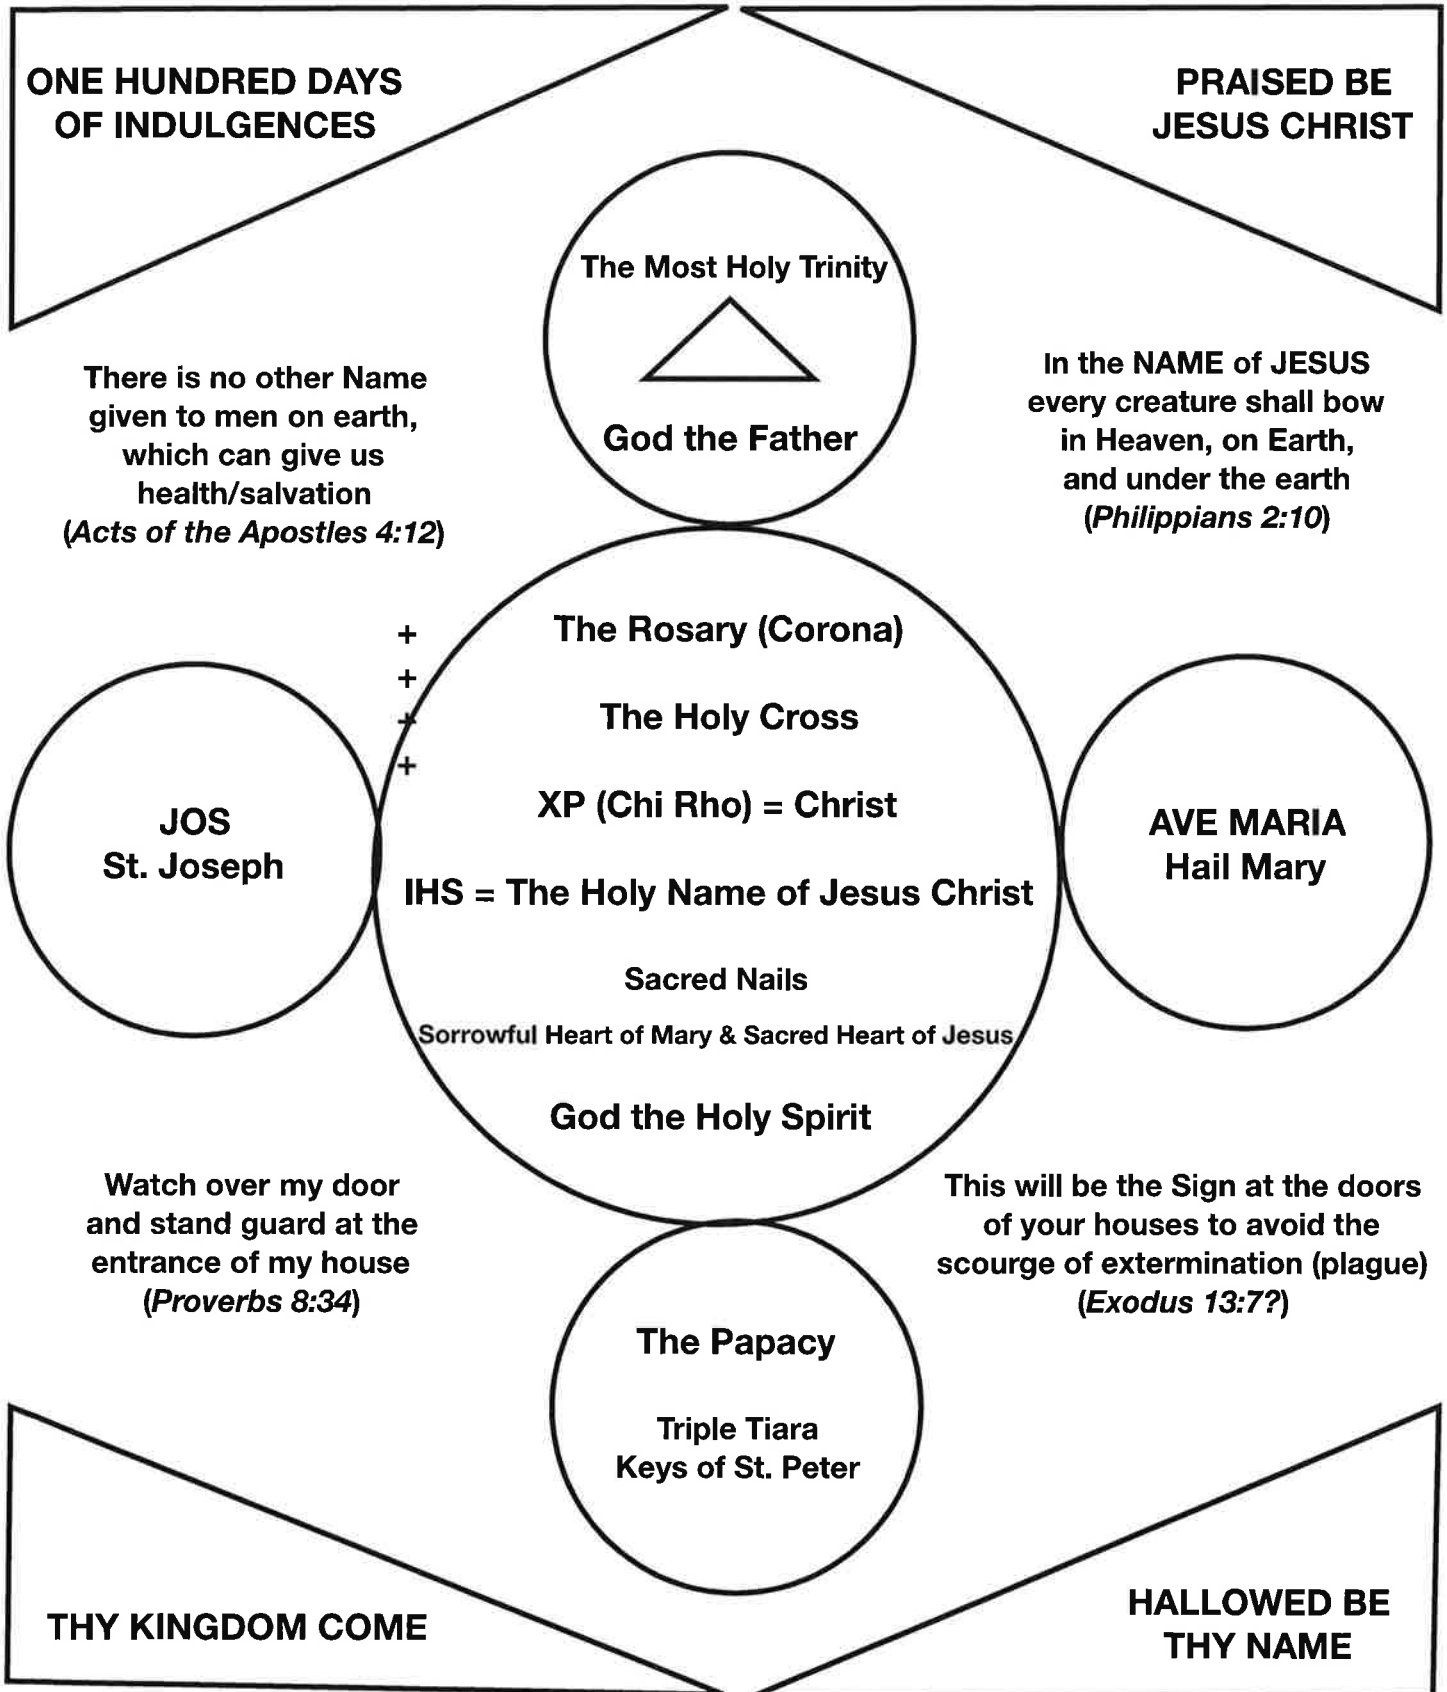 ONE HUNDRED DAYS
OF INDULGENCES
PRAISED BE
JESUS CHRIST
The Most Holy Trinity
God the Father
There is no other Name
given to men on earth,
which can give us
health/salvation
(Acts of the Apostles 4:12)
In the NAME of JESUS
every creature shall bow
in Heaven, on Earth,
and under the earth
(Philippians 2:10)
+
+
+
+
The Rosary (Corona)
The Holy Cross
XP (Chi Rho) = Christ
IHS = The Holy Name of Jesus Christ
Sacred Nails
Sorrowful Heart of Mary & Sacred Heart of Jesus
God the Holy Spirit
JOS
St. Joseph
AVE MARIA
Hail Mary
Watch over my door
and stand guard at the
entrance of my house
(Proverbs 8:34)
This will be the Sign at the doors
of your houses to avoid the
scourge of extermination (plague)
(Exodus 13:7?)
The Papacy
Triple Tiara
Keys of St. Peter
THY KINGDOM COME
HALLOWED BE
THY NAME